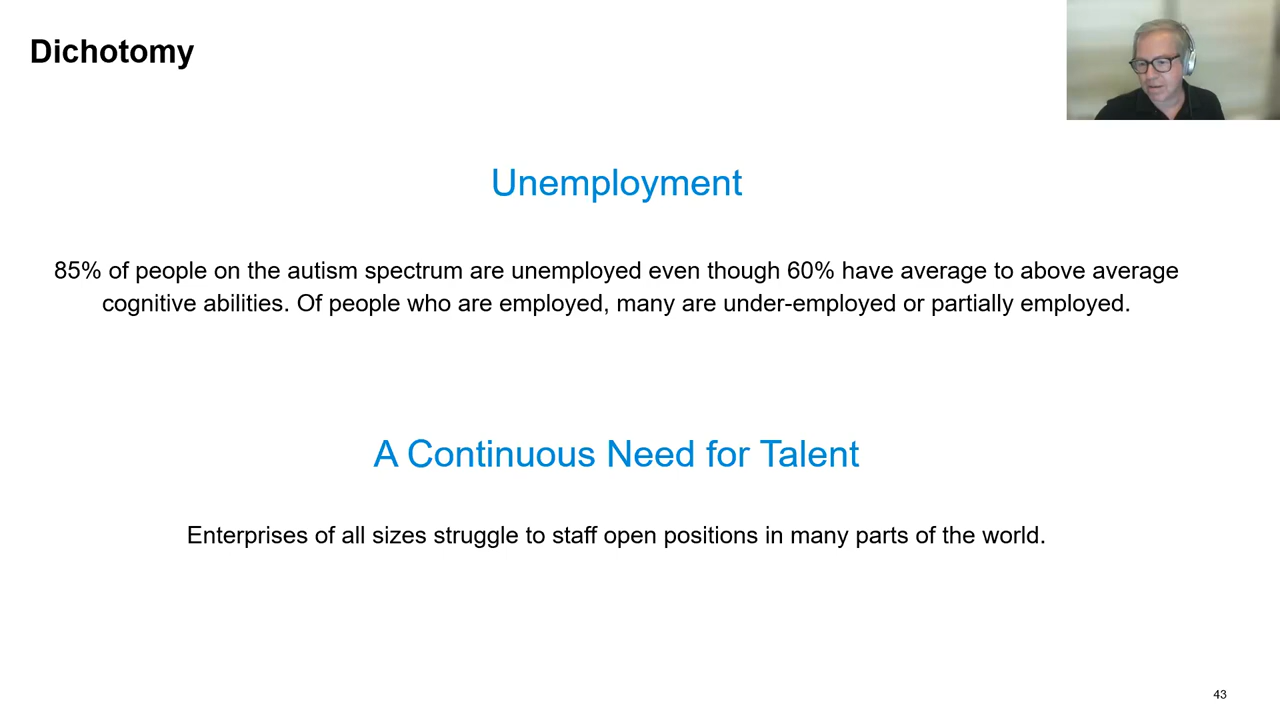 Dichotomy
Unemployment
85% of people on the autism spectrum are unemployed even though 60% have average to above average
cognitive abilities. Of people who are employed, many are under-employed or partially employed.
A Continuous Need for Talent
Enterprises of all sizes struggle to staff open positions in many parts of the world.
43